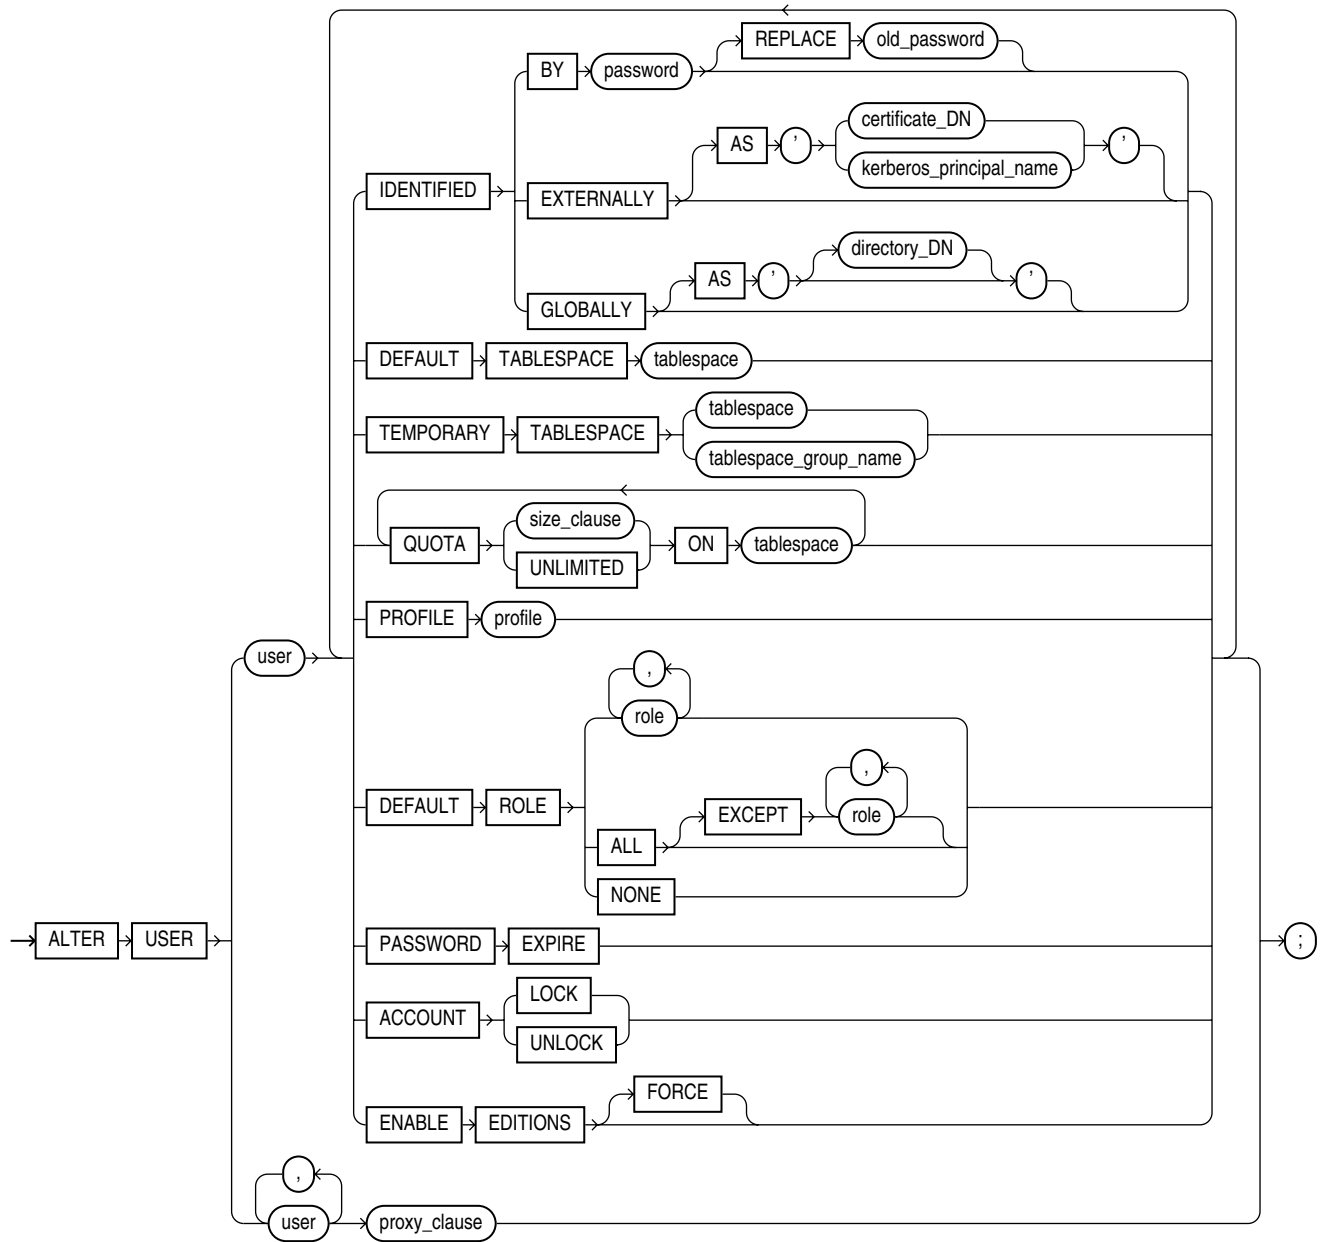 REPLACE old_password
BY password
AS ' certificate_DN '
kerberos_principal_name
IDENTIFIED
EXTERNALLY
directory_DN
AS ' '
GLOBALLY
DEFAULT TABLESPACE tablespace
tablespace
TEMPORARY TABLESPACE
tablespace_group_name
size_clause
QUOTA ON tablespace
UNLIMITED
PROFILE profile
user
,
role
,
DEFAULT ROLE EXCEPT role
ALL
NONE
ALTER USER PASSWORD EXPIRE ;
LOCK
ACCOUNT
UNLOCK
FORCE
ENABLE EDITIONS
,
user proxy_clause